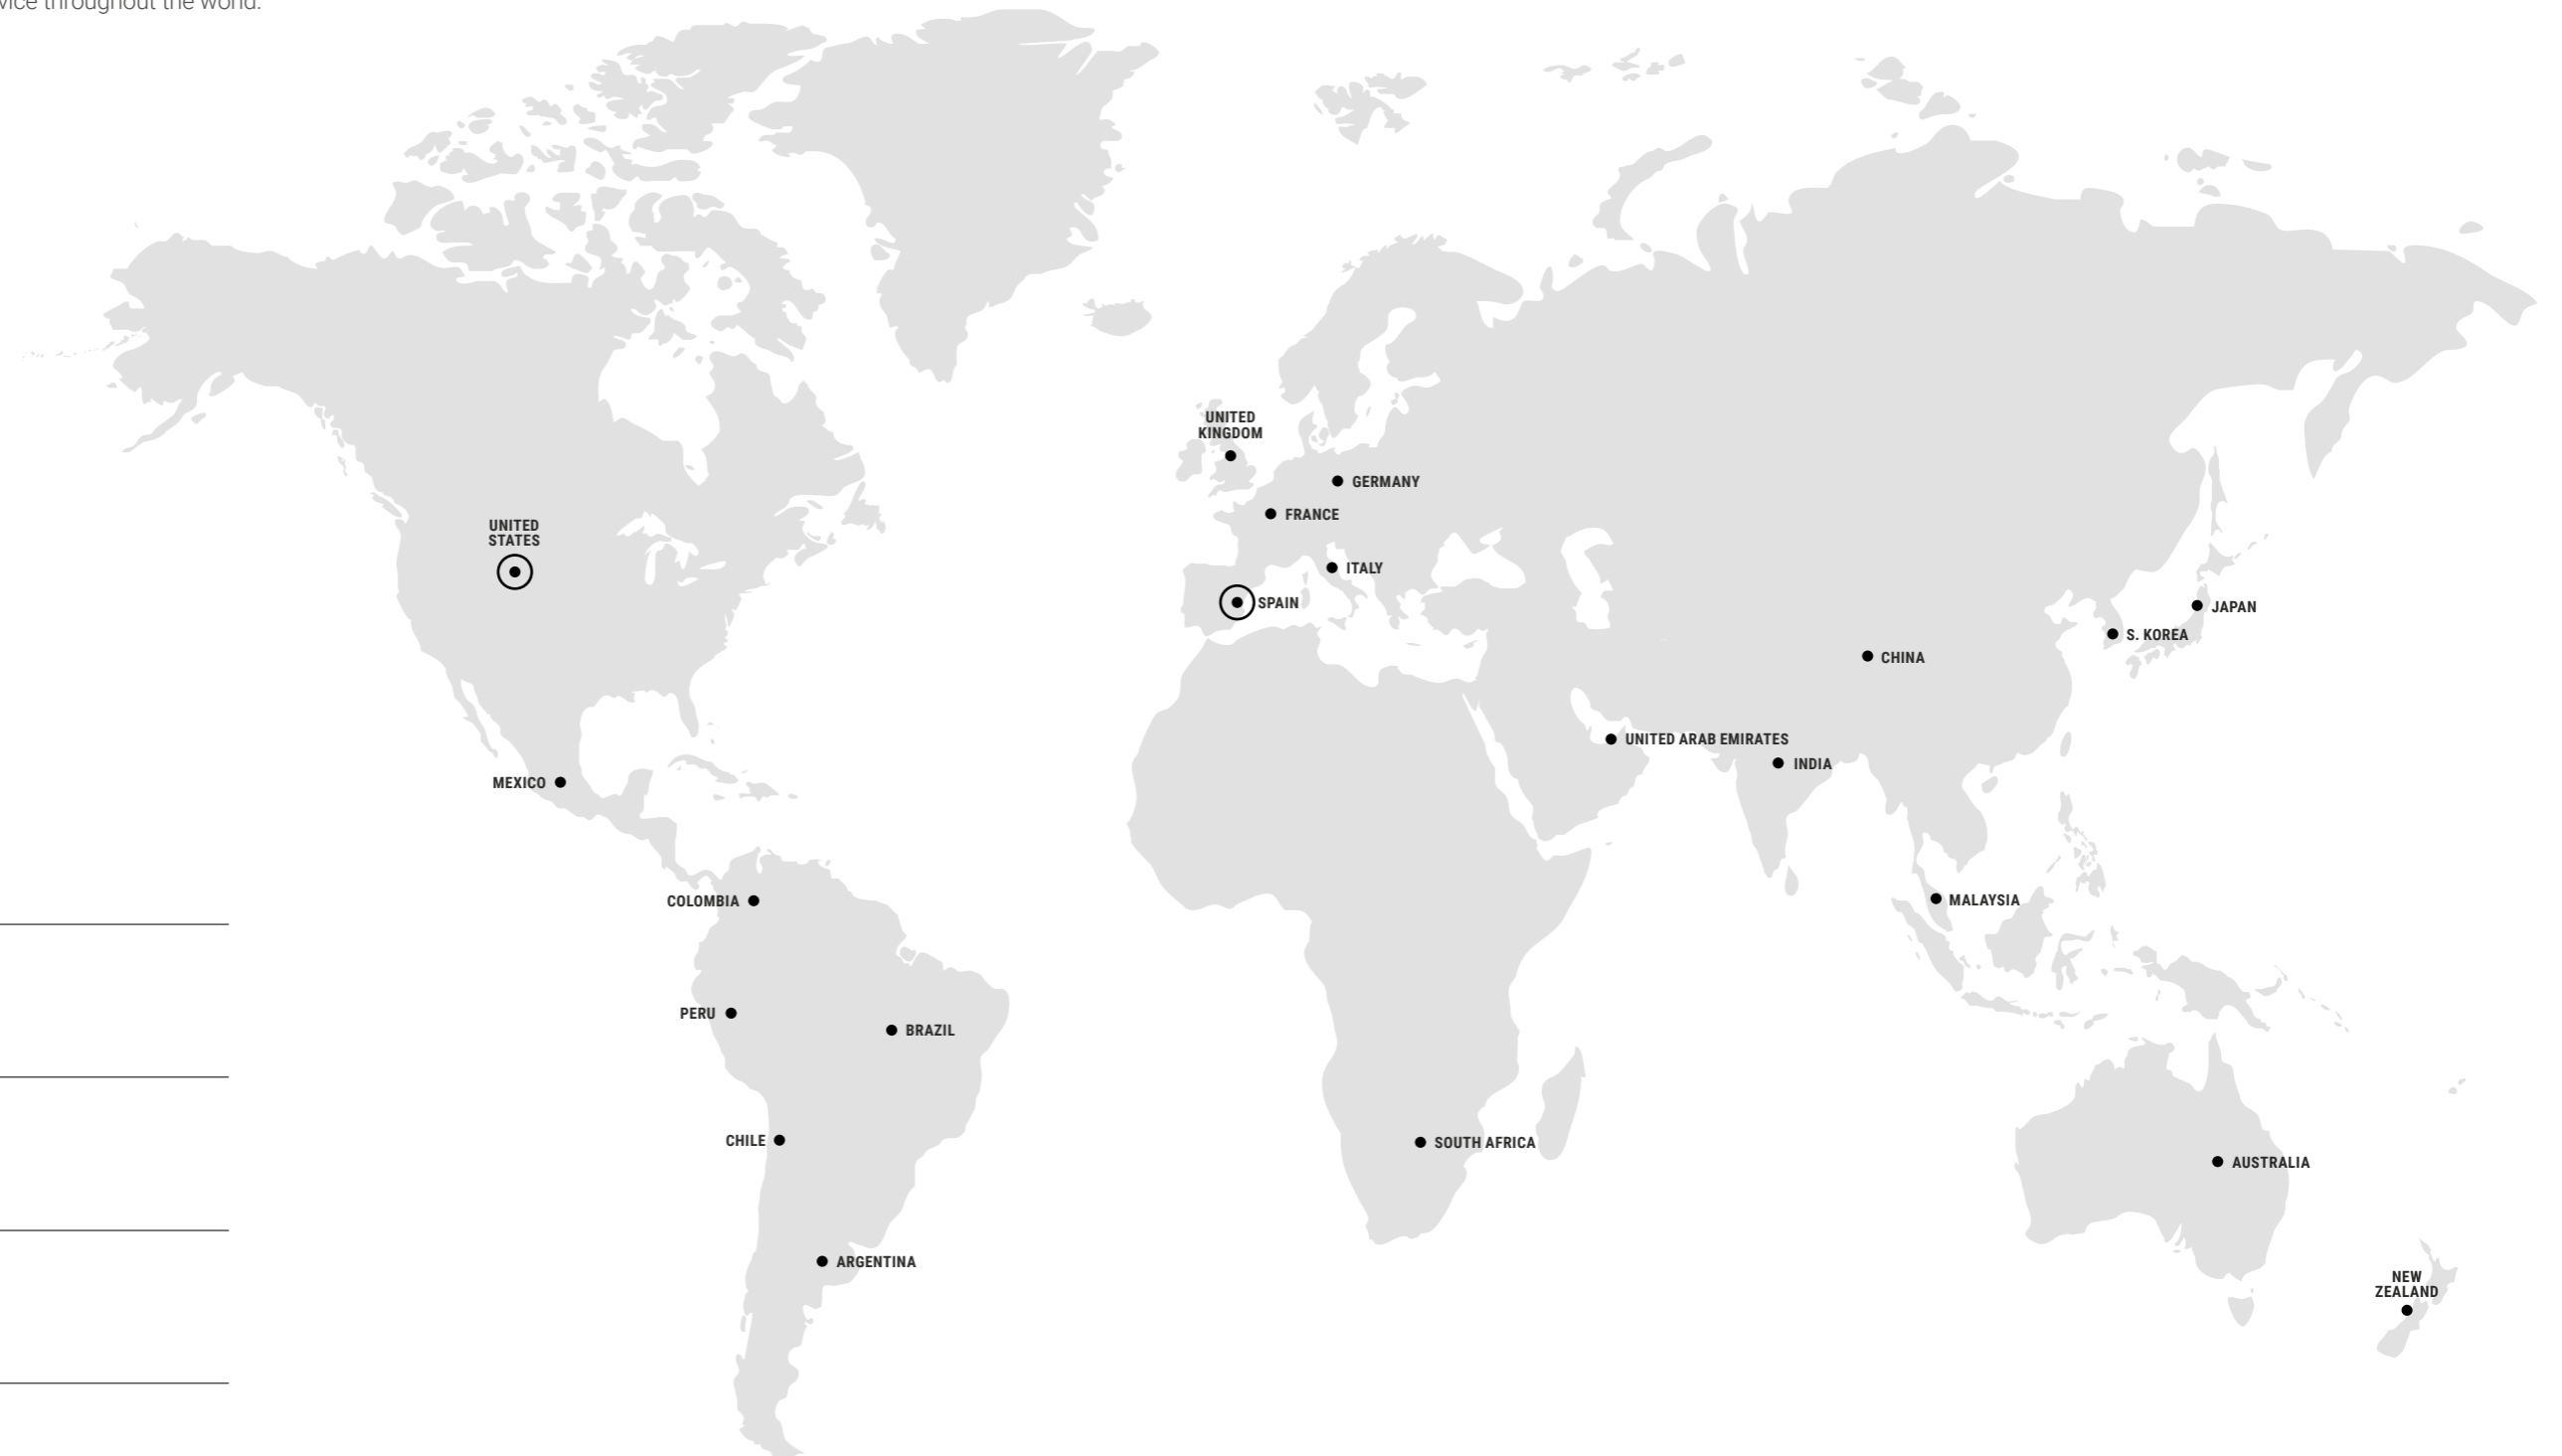 vice throughout the world.
UNITED
KINGDOM
GERMANY
FRANCE
UNITED
STATES
ITALY
SPAIN
JAPAN
S. KOREA
CHINA
UNITED ARAB EMIRATES
INDIA
MEXICO
COLOMBIA
MALAYSIA
PERU
BRAZIL
CHILE
SOUTH AFRICA
AUSTRALIA
ARGENTINA
NEW
ZEALAND